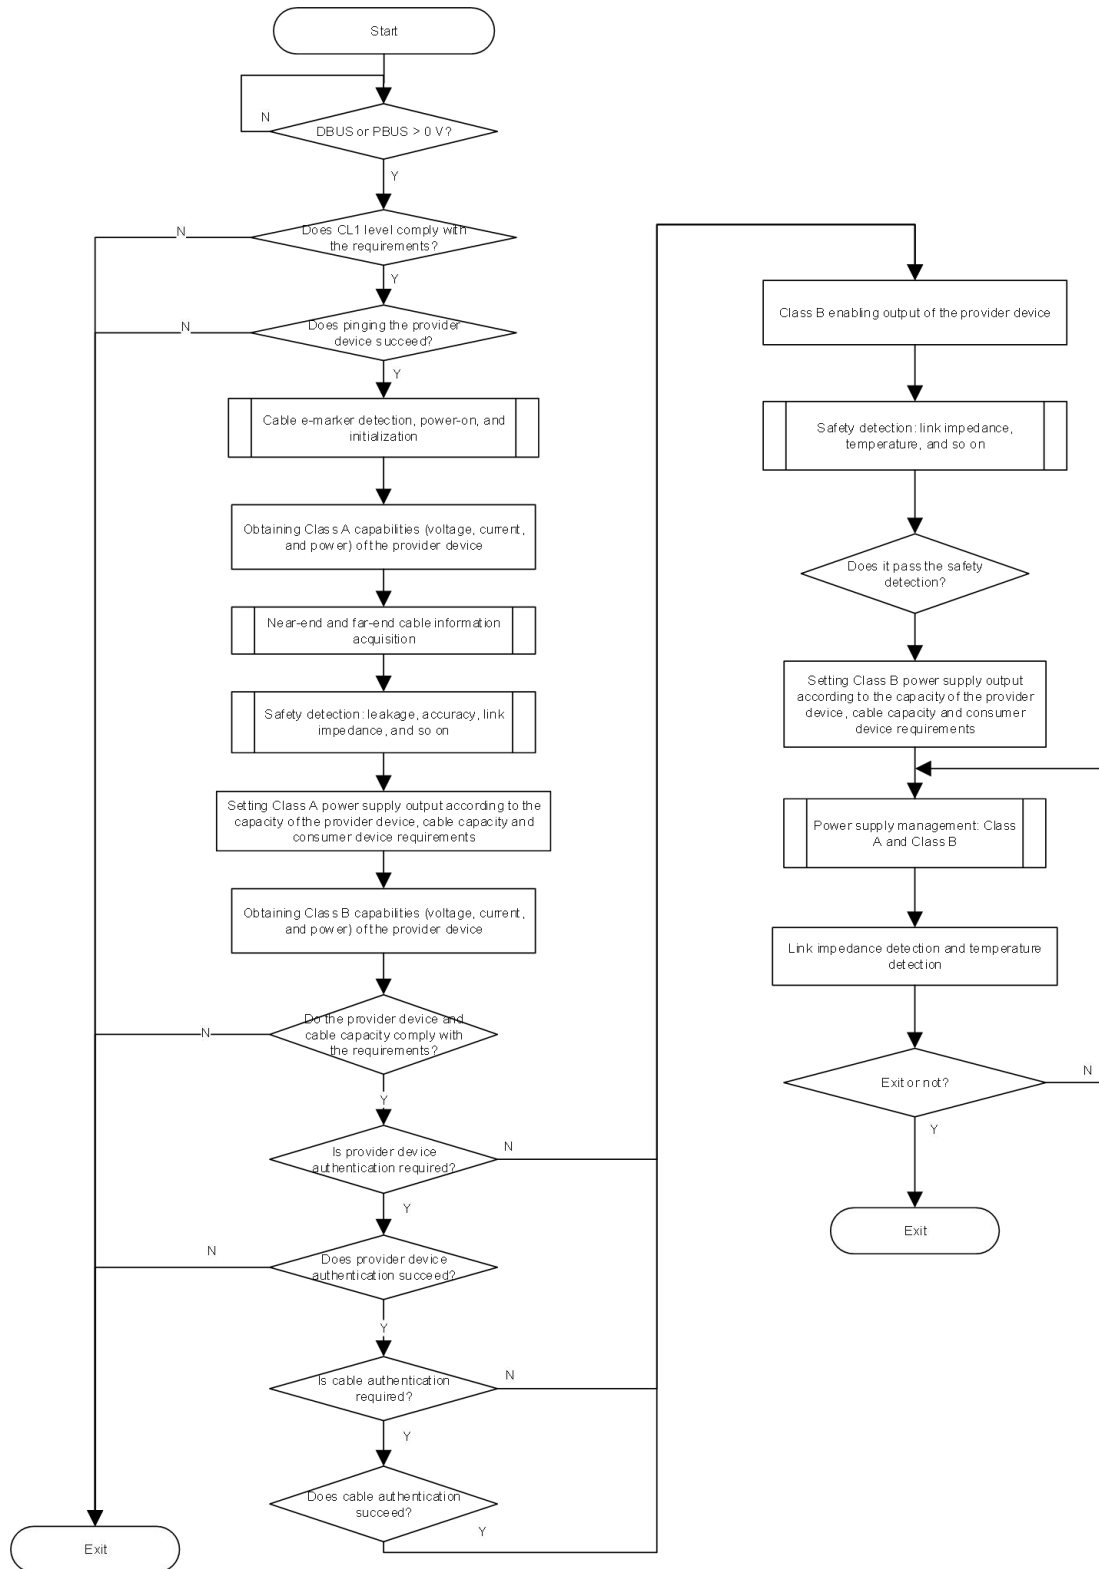 Start
N
DBUS or PBUS > 0 V?
Y
N
Does CL1 level comply with
the requirements?
Y
N
Does pinging the provider
device succeed?
Y
Cable e-marker detection, power-on, and
initialization
Obtaining Class A capabilities (voltage, current,
and power) of the provider device
Near-end and far-end cable information
acquisition
Safety detection: leakage, accuracy, link
impedance, and so on
Setting Class A power supply output according to the
capacity of the provider device, cable capacity and
consumer device requirements
Obtaining Class B capabilities (voltage, current,
and power) of the provider device
N
Do the provider device and
cable capacity comply with
the requirements?
Y
Is provider device
authentication required?
N
Y
N
Does provider device
authentication succeed?
Y
Is cable authentication
required?
N
Y
Does cable authentication
succeed?
Y
Exit
Class B enabling output of the provider device
Safety detection: link impedance,
temperature, and so on
Does it pass the safety
detection?
Setting Class B power supply output
according to the capacity of the provider
device, cable capacity and consumer
device requirements
Power supply management: Class
A and Class B
Link impedance detection and temperature
detection
Exit or not?
N
Y
Exit